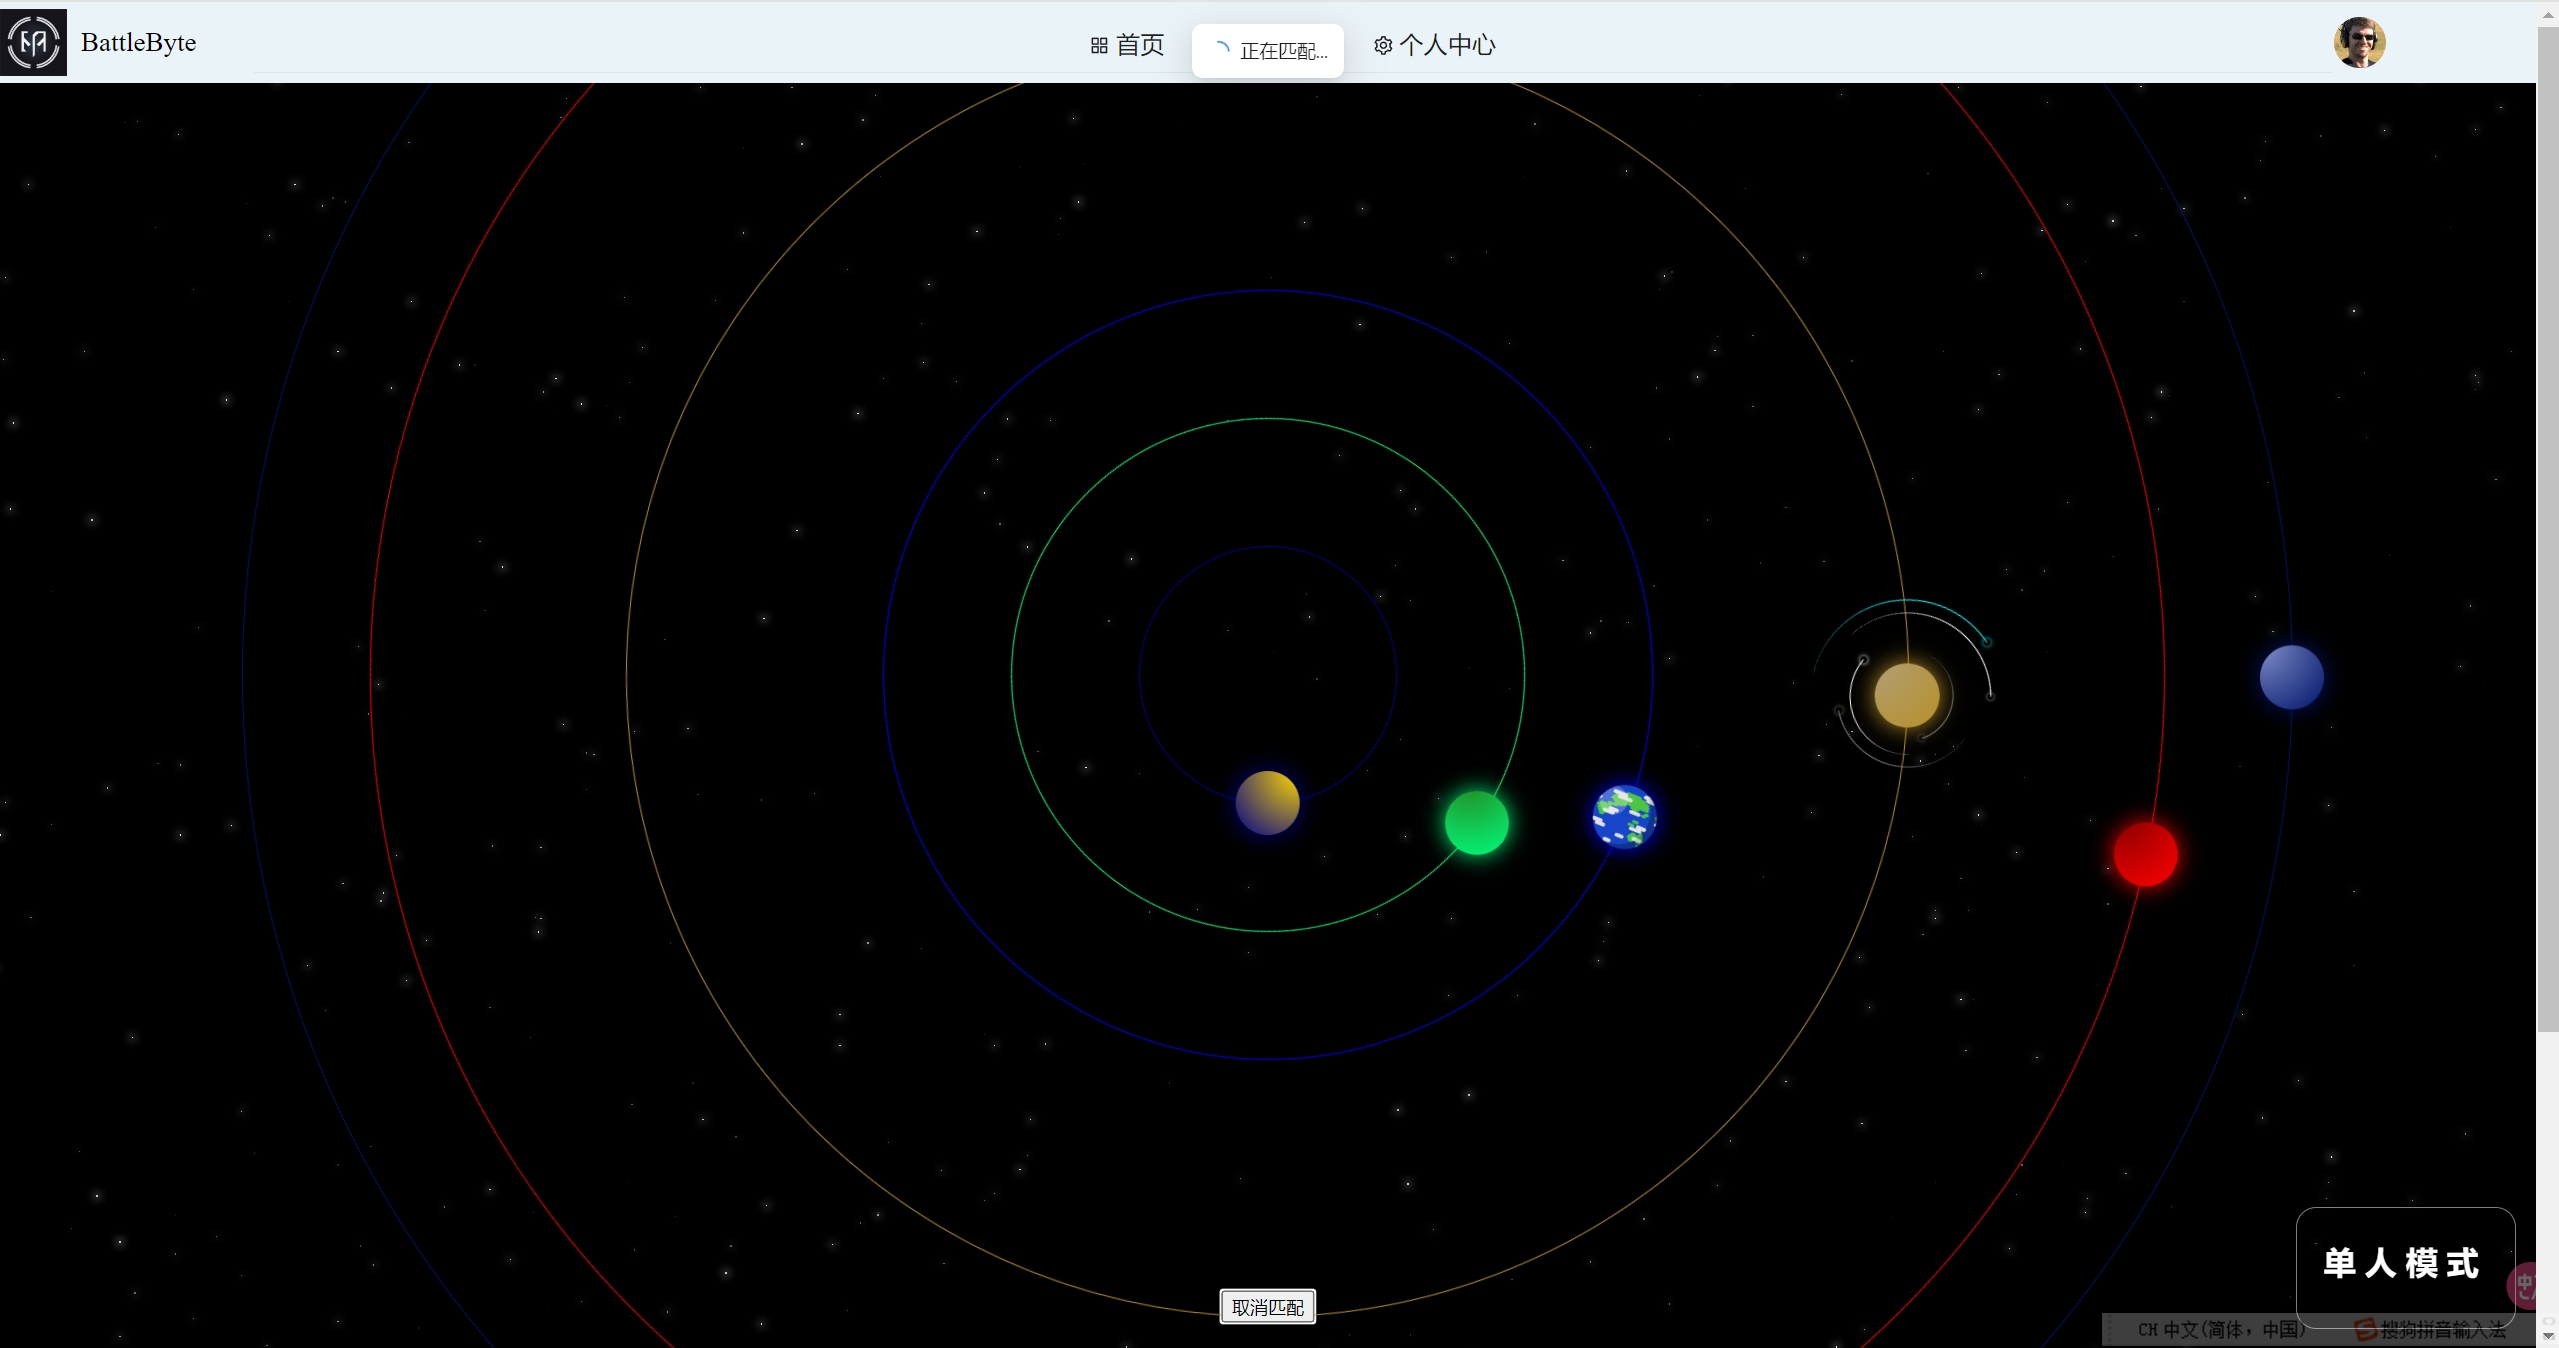 BattleByte
首页
正在匹配...
个人中心
单人模式
取消匹配
CH 中文(简体，中国)
搜狗拼音输入法